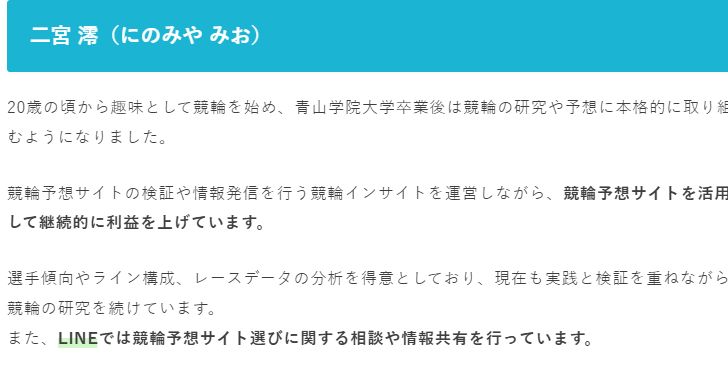 二宮 澪（にのみや みお）
20歳の頃から趣味として競輪を始め、青山学院大学卒業後は競輪の研究や予想に本格的に取り組
むようになりました。
競輪予想サイトの検証や情報発信を行う競輪インサイトを運営しながら、競輪予想サイトを活用
して継続的に利益を上げています。
選手傾向やライン構成、レースデータの分析を得意としており、現在も実践と検証を重ねながら
競輪の研究を続けています。
また、LINEでは競輪予想サイト選びに関する相談や情報共有を行っています。